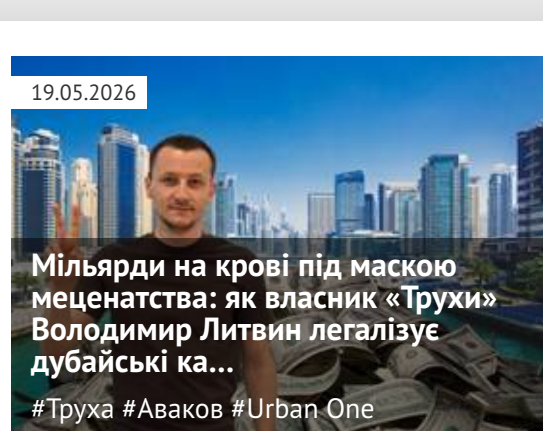 19.05.2026
Мільярди на крові під маскою
меценатства: як власник «Трухи»
Володимир Литвин легалізує
дубайські ка...
#Труха #Аваков #Urban One